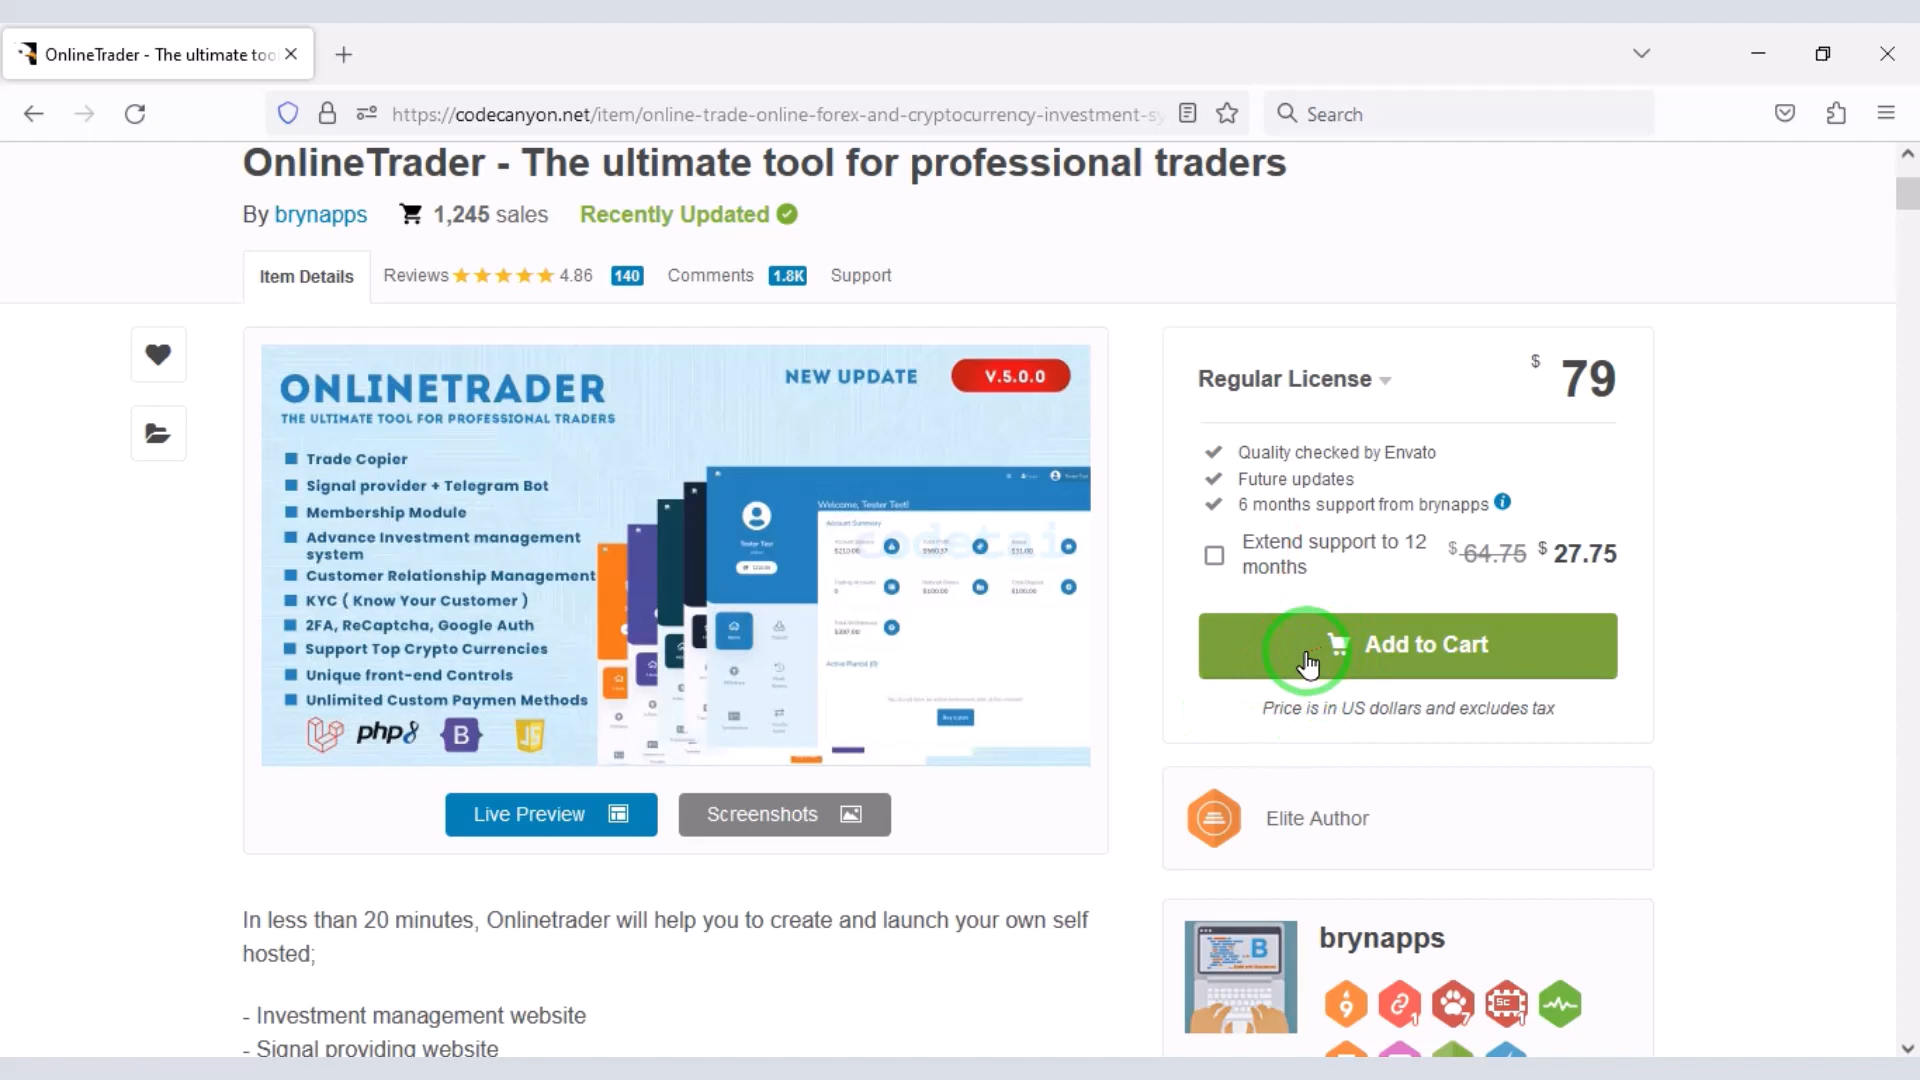 OnlineTrader - The ultimate too
https://codecanyon.net/item/online-trade-online-forex-and-cryptocurrency-investment-sy
Search
OnlineTrader - The ultimate tool for professional traders
By brynapps 1,245 sales Recently Updated
Item Details Reviews 4.86 140 Comments 1.8K Support
ONLINETRADER
THE ULTIMATE TOOL FOR PROFESSIONAL TRADERS
NEW UPDATE V.5.0.0
Trade Copier
Signal provider + Telegram Bot
Membership Module
Advance Investment management
system
Customer Relationship Management
KYC ( Know Your Customer )
2FA, ReCaptcha, Google Auth
Support Top Crypto Currencies
Unique front-end Controls
Unlimited Custom Paymen Methods
php8 B JS
Welcome, Tester Test!
Account Summary
Tester Test
Live Preview Screenshots
Regular License $ 79
Quality checked by Envato
Future updates
6 months support from brynapps
Extend support to 12
months
$ 64.75 $ 27.75
Add to Cart
Price is in US dollars and excludes tax
Elite Author
brynapps
In less than 20 minutes, Onlinetrader will help you to create and launch your own self
hosted;
- Investment management website
- Signal providing website